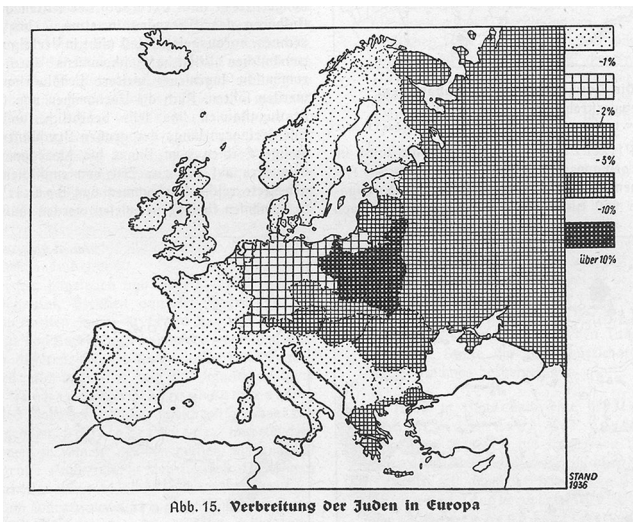 -1%
-2%
-5%
-10%
über 10%
STAND
1936
Abb. 15. Verbreitung der Juden in Europa